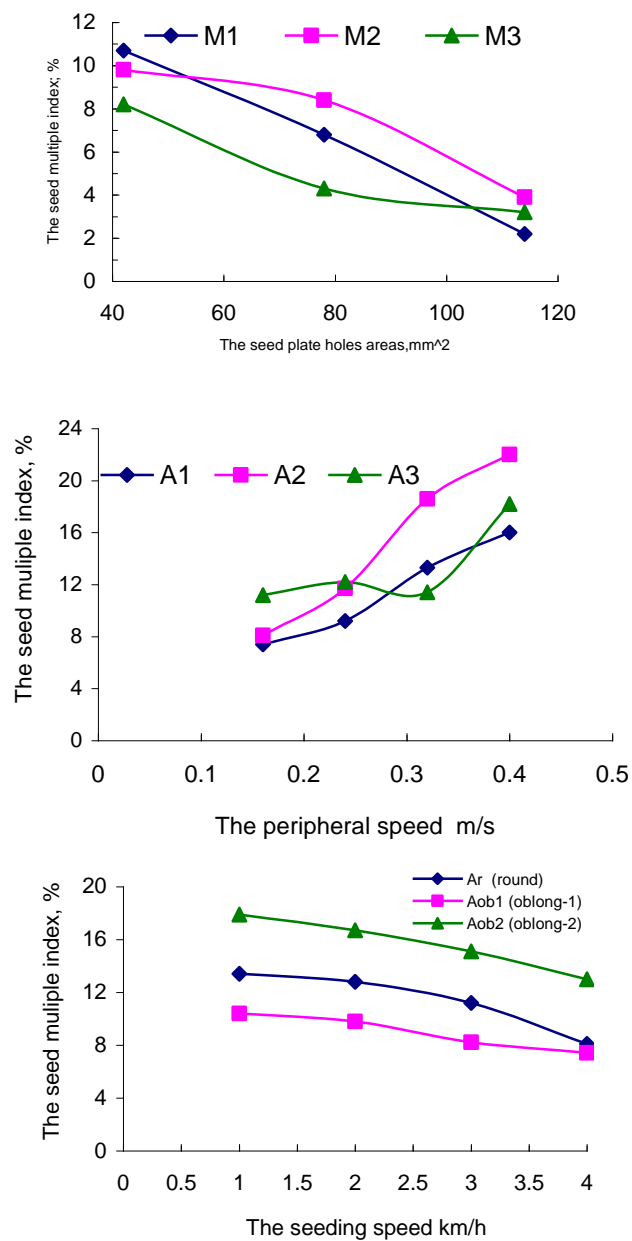 12
M1 M2 M3
10
8
6
4
2
0
The seed multiple index; %
40 60 80 100 120
The seed plate holes areas,mm^2
24
20
A1 A2 A3
16
12
8
4
0
The seed muliple index, %
0 0.1 0.2 0.3 0.4 0.5
The peripheral speed m/s
Ar (round)
Aob1 (oblong-1)
Aob2 (oblong-2)
20
16
12
8
4
0
The seed muliple index, %
0 0.5 1 1.5 2 2.5 3 3.5 4
The seeding speed km/h